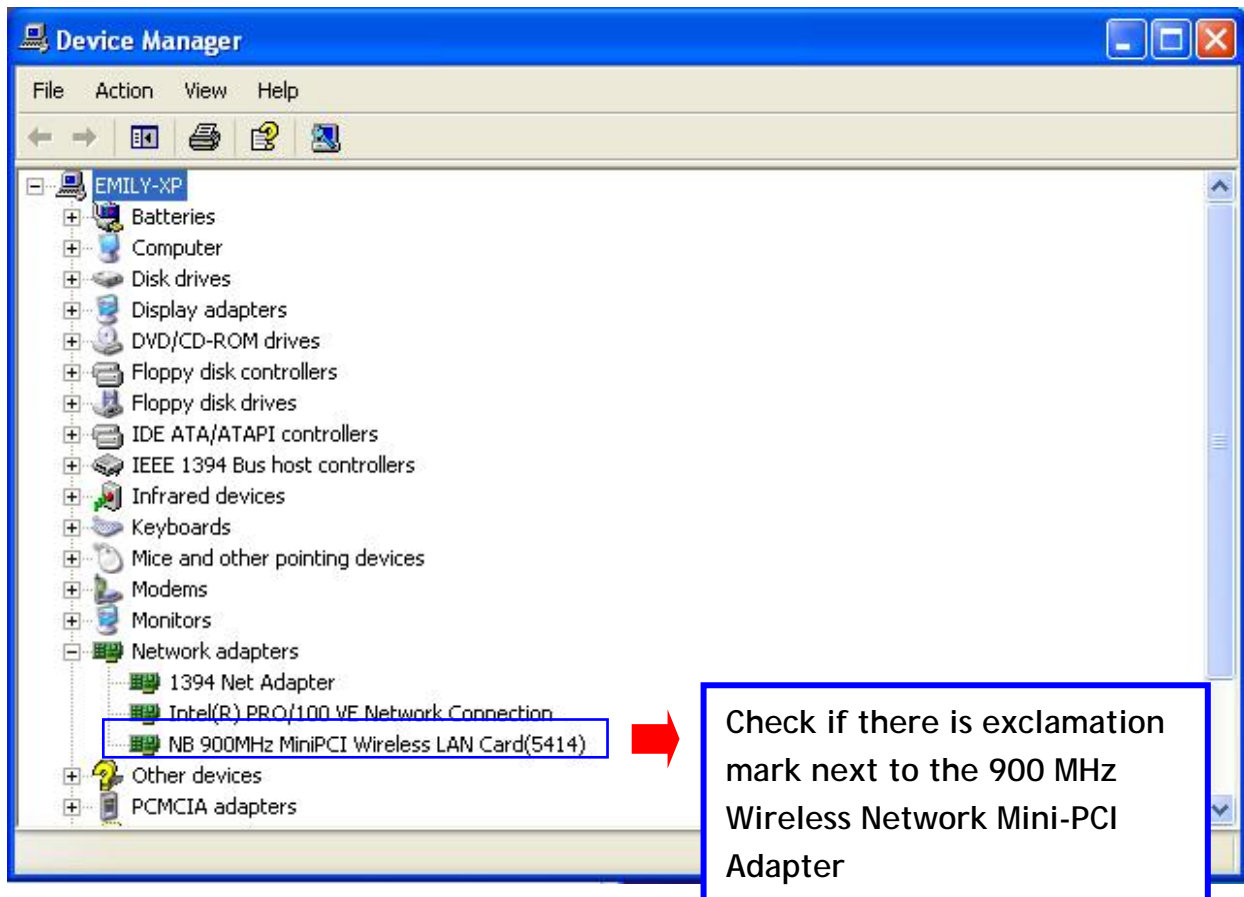 Device Manager
File Action View Help
EMILY-XP
Batteries
Computer
Disk drives
Display adapters
DVD/CD-ROM drives
Floppy disk controllers
Floppy disk drives
IDE ATA/ATAPI controllers
IEEE 1394 Bus host controllers
Infrared devices
Keyboards
Mice and other pointing devices
Modems
Monitors
Network adapters
1394 Net Adapter
Intel(R) PRO/100 VE Network Connection
NB 900MHz MiniPCI Wireless LAN Card(5414)
Other devices
PCMCIA adapters
Check if there is exclamation
mark next to the 900 MHz
Wireless Network Mini-PCI
Adapter